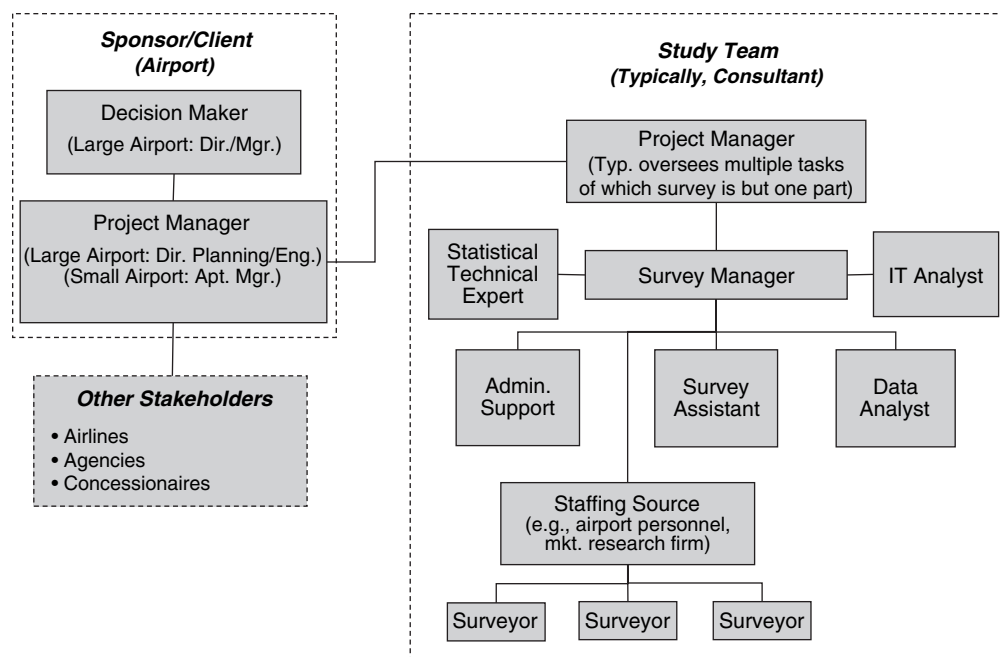 Sponsor/Client
(Airport)
Decision Maker
(Large Airport: Dir./Mgr.)
Project Manager
(Large Airport: Dir. Planning/Eng.)
(Small Airport: Apt. Mgr.)
Other Stakeholders
• Airlines
• Agencies
• Concessionaires
Study Team
(Typically, Consultant)
Project Manager
(Typ. oversees multiple tasks
of which survey is but one part)
Statistical
Technical
Expert
Survey Manager
IT Analyst
Admin.
Support
Survey
Assistant
Data
Analyst
Staffing Source
(e.g., airport personnel,
mkt. research firm)
Surveyor
Surveyor
Surveyor